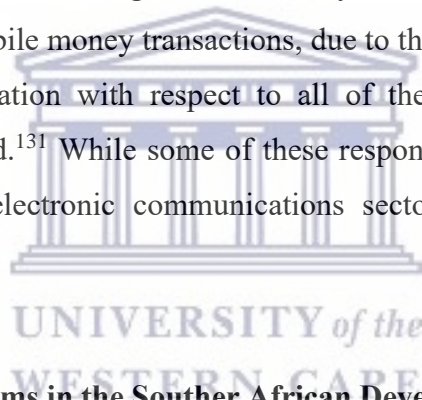 bile money transactions, due to th
ation with respect to all of the
d.131 While some of these respon
electronic communications secto
UNIVERSITY of the
WESTERN CAPE
ms in the Souther African Deve